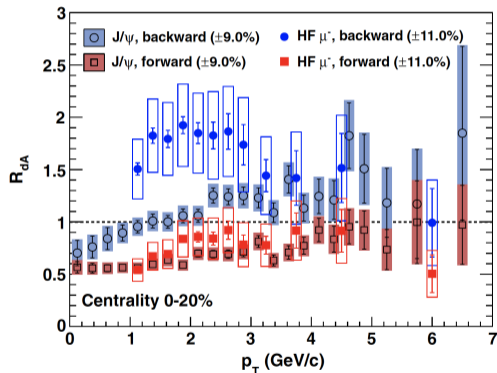 J/ψ, backward (±9.0%)
HF μ⁻, backward (±11.0%)
J/ψ, forward (±9.0%)
HF μ⁻, forward (±11.0%)
3
2.5
2
1.5
1
0.5
0
R_dA
Centrality 0-20%
0 1 2 3 4 5 6 7
p_T (GeV/c)